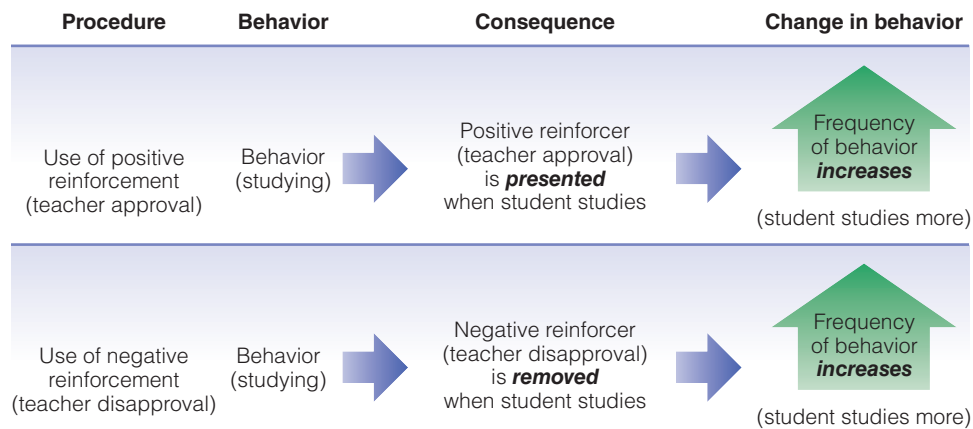 Procedure
Behavior
Consequence
Change in behavior
Use of positive
reinforcement
(teacher approval)
Behavior
(studying)
Positive reinforcer
(teacher approval)
is presented
when student studies
Frequency
of behavior
increases
(student studies more)
Use of negative
reinforcement
(teacher disapproval)
Behavior
(studying)
Negative reinforcer
(teacher disapproval)
is removed
when student studies
Frequency
of behavior
increases
(student studies more)